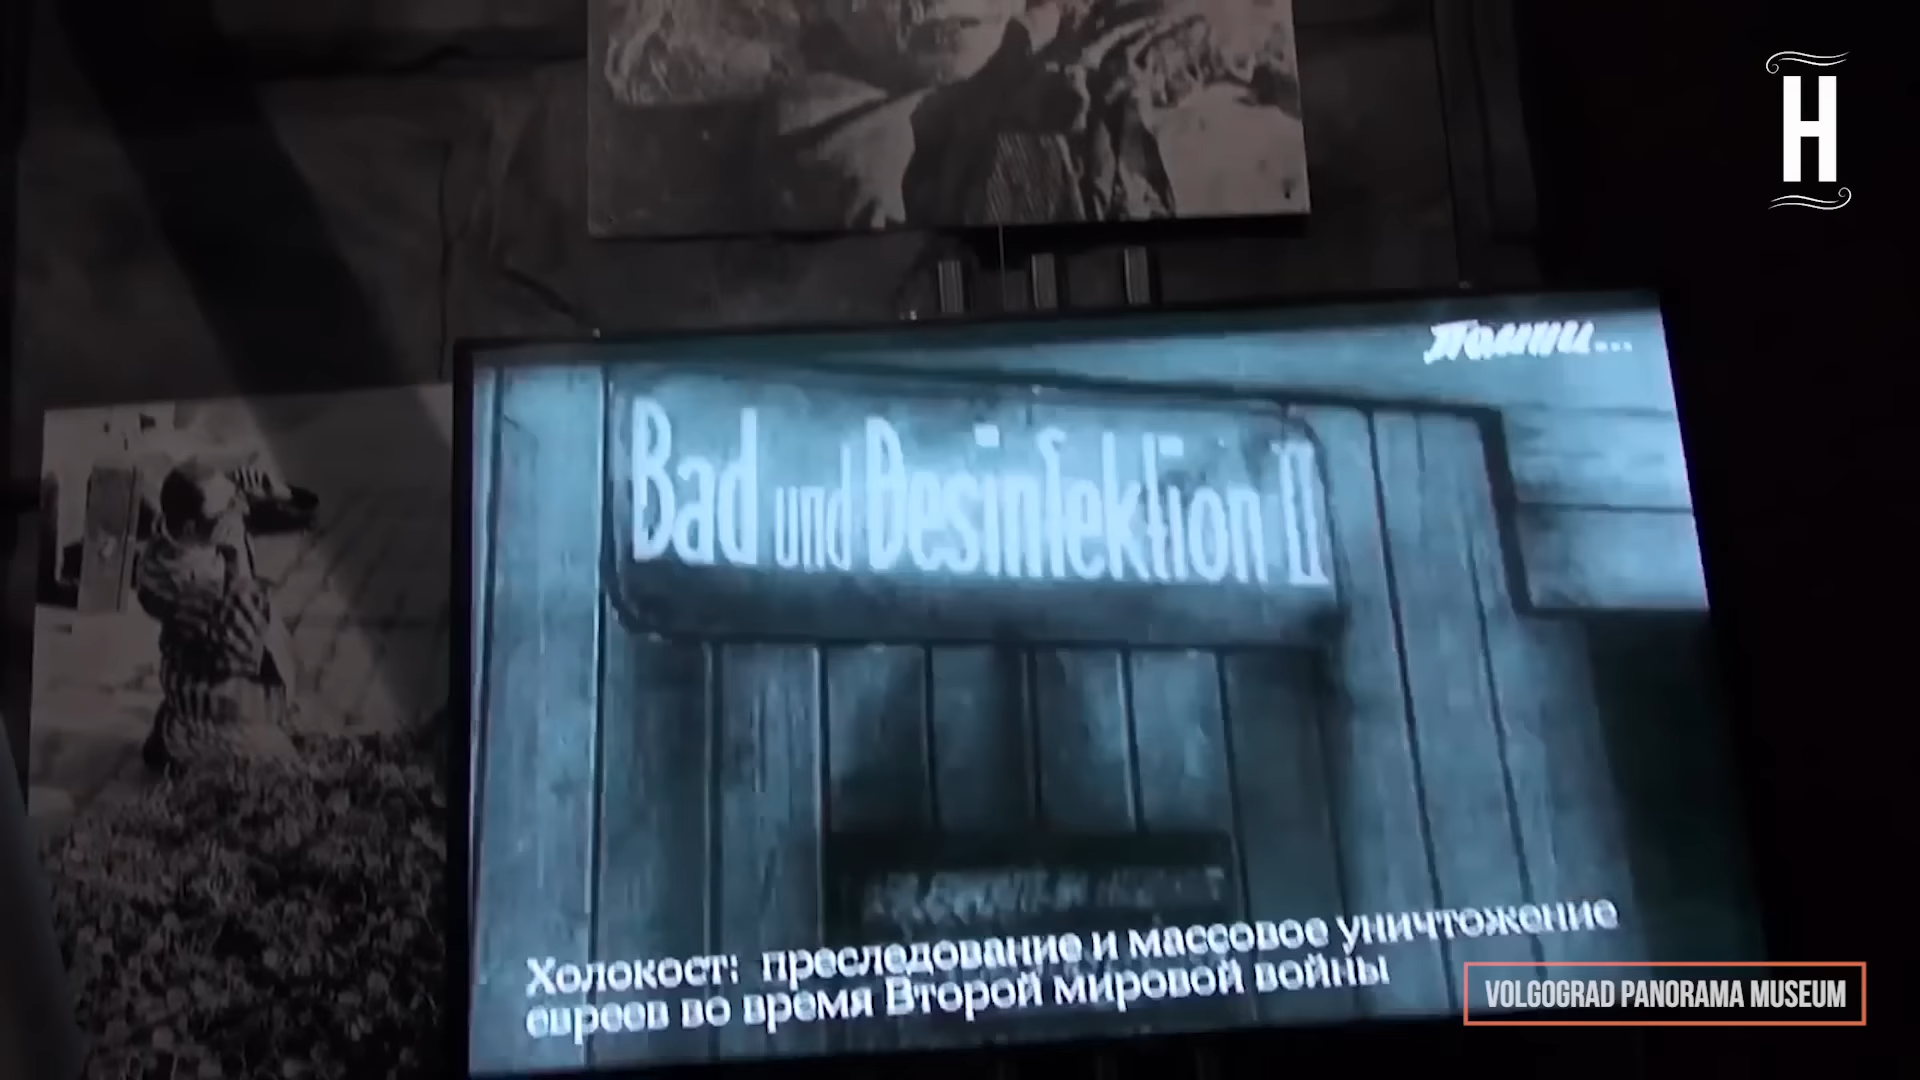 H
Помни...
Bad und Desinfektion II
Холокост: преследование и массовое уничтожение
евреев во время Второй мировой войны
VOLGOGRAD PANORAMA MUSEUM